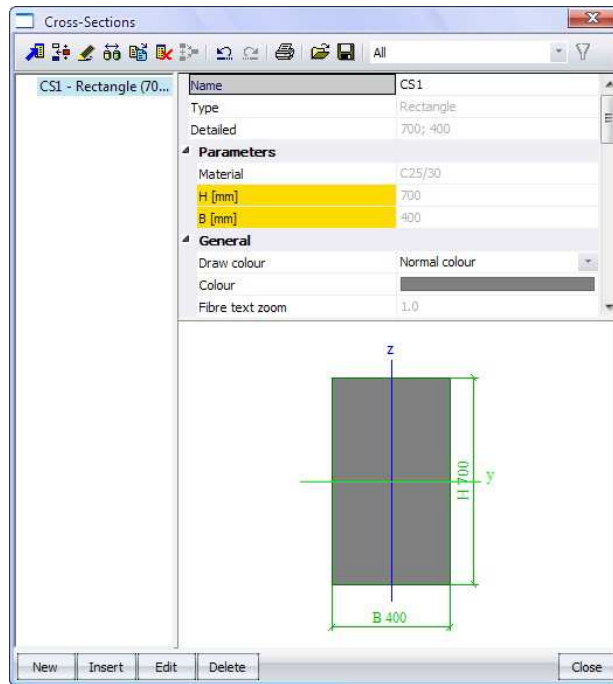 Cross-Sections
All
CS1 - Rectangle (70...
Name CS1
Type Rectangle
Detailed 700; 400
Parameters
Material C25/30
H [mm] 700
B [mm] 400
General
Draw colour Normal colour
Colour
Fibre text zoom 1.0
z
y
H 700
B 400
New Insert Edit Delete Close